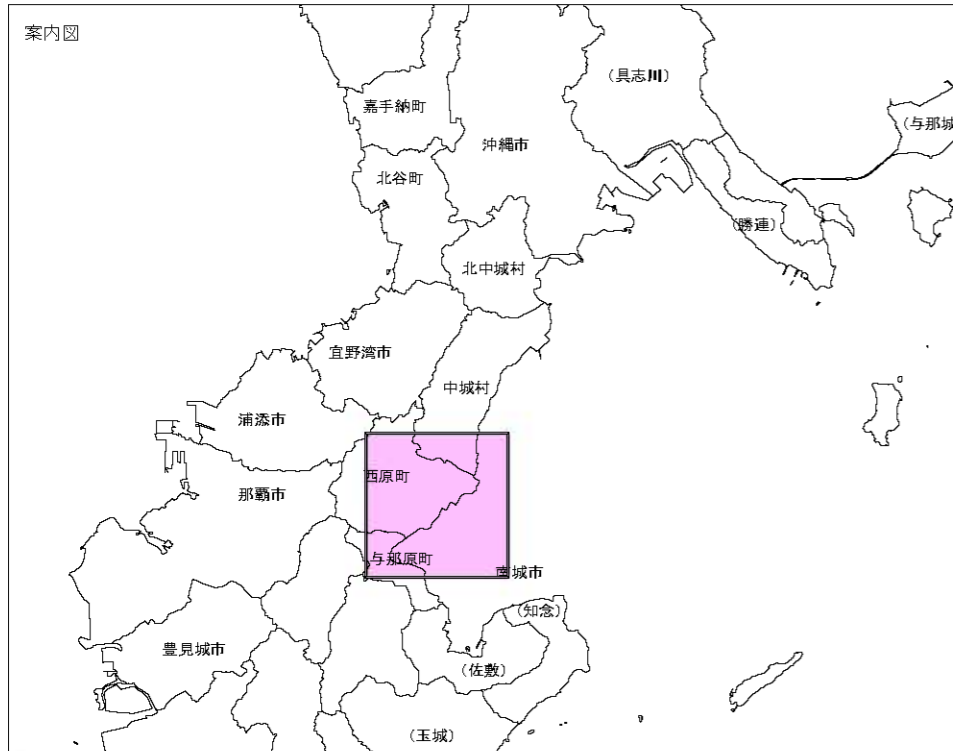 案内図
(具志川)
嘉手納町
(与那城
沖縄市
北谷町
(勝連)
北中城村
宜野湾市
中城村
浦添市
西原町
那覇市
与那原町
南城市
(知念)
豊見城市
(佐敷)
(玉城)